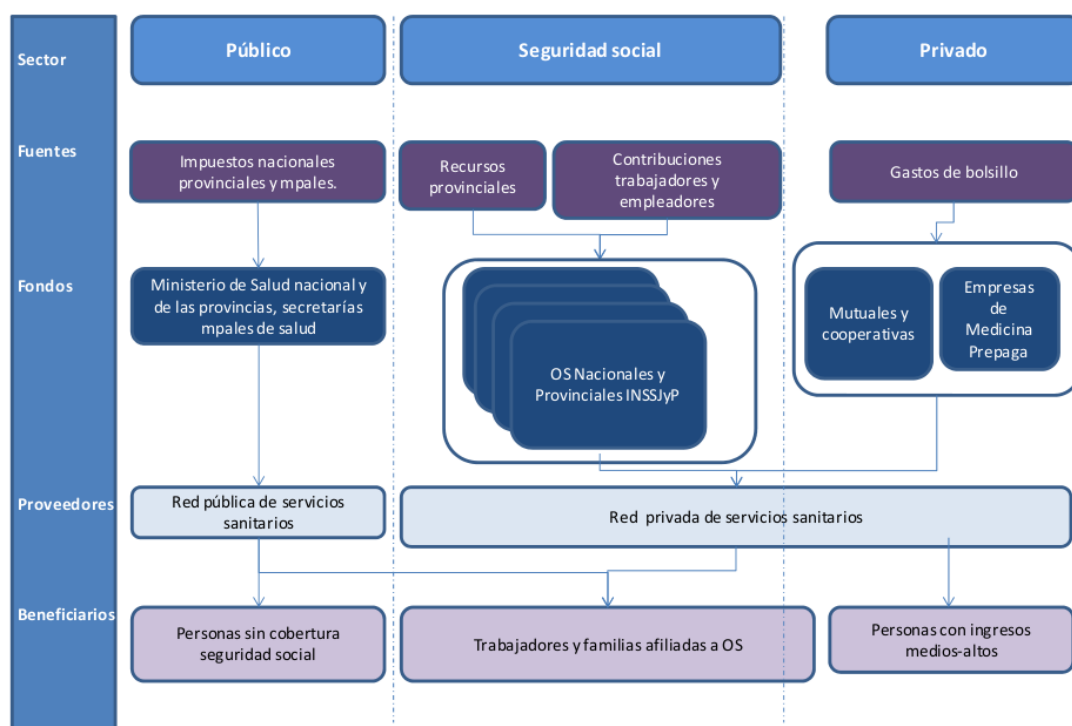 Sector
Público
Seguridad social
Privado
Fuentes
Impuestos nacionales
provinciales y mpales.
Recursos
provinciales
Contribuciones
trabajadores y
empleadores
Gastos de bolsillo
Fondos
Ministerio de Salud nacional y
de las provincias, secretarías
mpales de salud
OS Nacionales y
Provinciales INSSJyP
Mutuales y
cooperativas
Empresas
de
Medicina
Prepaga
Proveedores
Red pública de servicios
sanitarios
Red privada de servicios sanitarios
Beneficiarios
Personas sin cobertura
seguridad social
Trabajadores y familias afiliadas a OS
Personas con ingresos
medios-altos